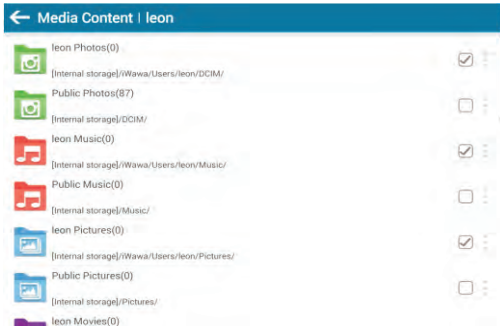 Media Content | leon
leon Photos(0)
[Internal storage]/iWawa/Users/leon/DCIM/
Public Photos(87)
[Internal storage]/DCIM/
leon Music(0)
[Internal storage]/iWawa/Users/leon/Music/
Public Music(0)
[Internal storage]/Music/
leon Pictures(0)
[Internal storage]/iWawa/Users/leon/Pictures/
Public Pictures(0)
[Internal storage]/Pictures/
leon Movies(0)